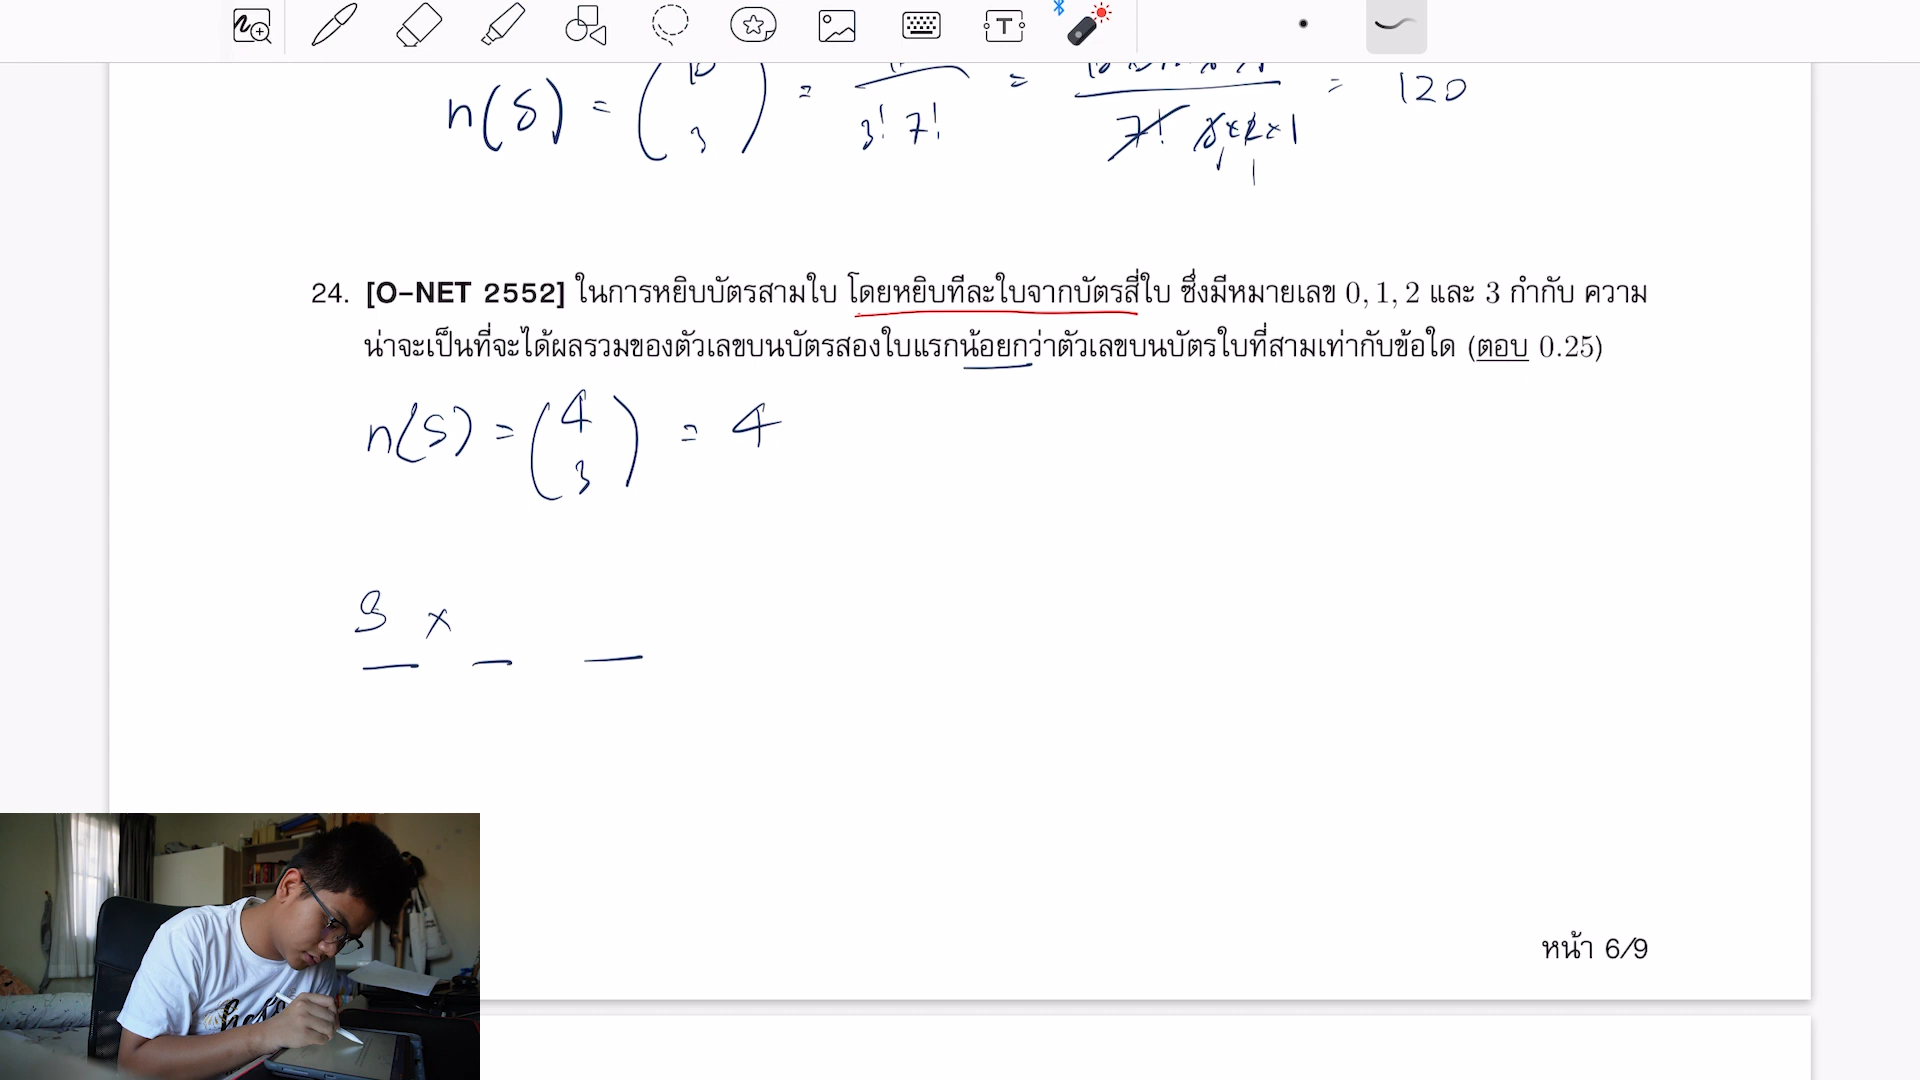 n(S) = (10 3) = 3! 7! = 7! 3×2×1 = 120
24. [O-NET 2552] ในการหยิบบัตรสามใบ โดยหยิบทีละใบจากบัตรสี่ใบ ซึ่งมีหมายเลข 0, 1, 2 และ 3 กำกับ ความ
น่าจะเป็นที่จะได้ผลรวมของตัวเลขบนบัตรสองใบแรกน้อยกว่าตัวเลขบนบัตรใบที่สามเท่ากับข้อใด (ตอบ 0.25)
n(S) = (4 3) = 4
3 ×
หน้า 6/9